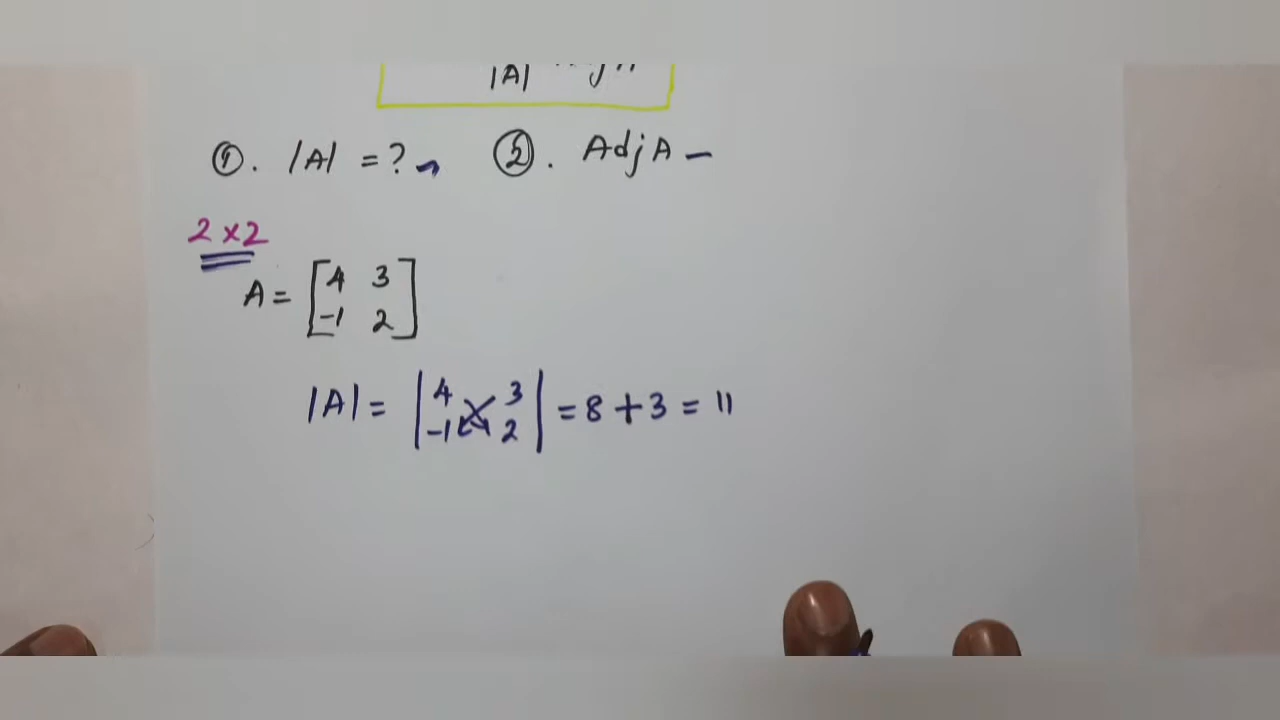 |A|
①. |A| = ? ②. Adj A –
2 x 2
A = [4 3
-1 2]
|A| = |4 3
-1 2| = 8 + 3 = 11